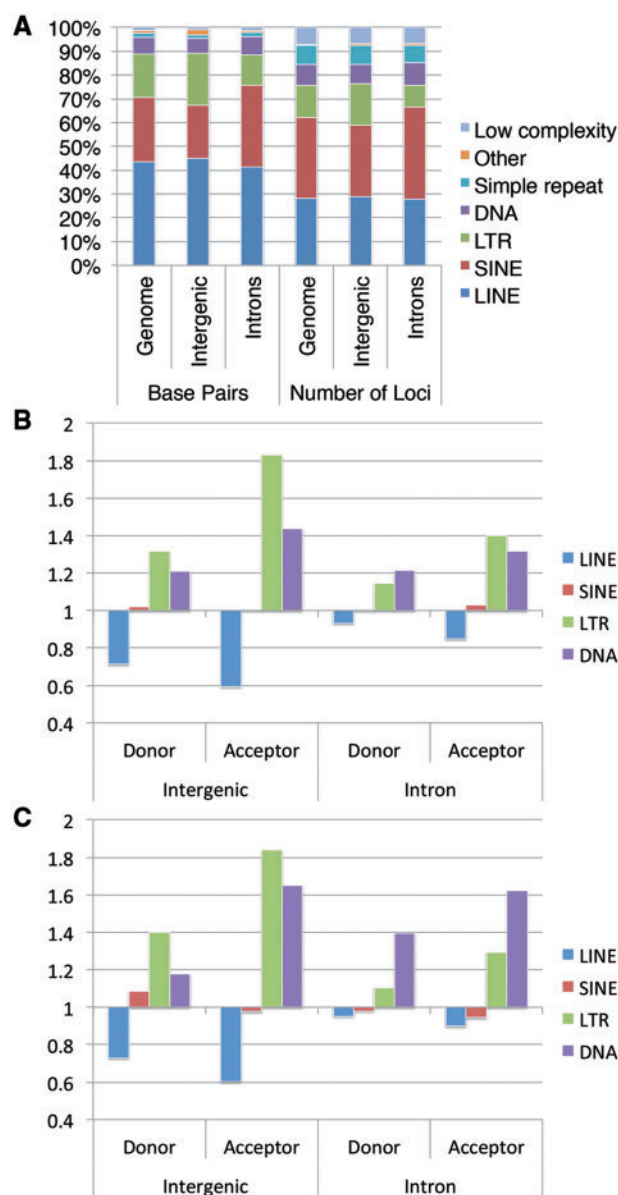 A
100%
90%
80%
70%
60%
50%
40%
30%
20%
10%
0%
Genome
Intergenic
Introns
Genome
Intergenic
Introns
Base Pairs
Number of Loci
Low complexity
Other
Simple repeat
DNA
LTR
SINE
LINE
B
2
1.8
1.6
1.4
1.2
1
0.8
0.6
0.4
Donor Acceptor Donor Acceptor
Intergenic Intron
LINE
SINE
LTR
DNA
C
2
1.8
1.6
1.4
1.2
1
0.8
0.6
0.4
Donor Acceptor Donor Acceptor
Intergenic Intron
LINE
SINE
LTR
DNA